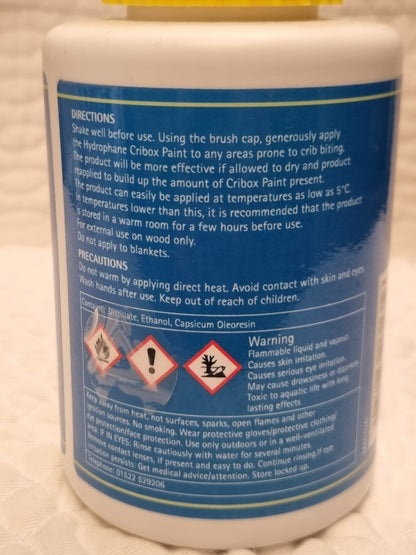 DIRECTIONS
Shake well before use. Using the brush cap, generously apply
the Hydrophane Cribox Paint to any areas prone to crib biting.
The product will be more effective if allowed to dry and product
reapplied to build up the amount of Cribox Paint present.
The product can easily be applied at temperatures as low as 5°C.
In temperatures lower than this, it is recommended that the product
is stored in a warm room for a few hours before use.
For external use on wood only.
Do not apply to blankets.
PRECAUTIONS
Do not warm by applying direct heat. Avoid contact with skin and eyes.
Wash hands after use. Keep out of reach of children.
Contains: Distillate, Ethanol, Capsicum Oleoresin
Warning
Flammable liquid and vapour.
Causes skin irritation.
Causes serious eye irritation.
May cause drowsiness or dizziness
Toxic to aquatic life with long
lasting effects
Keep away from heat, hot surfaces, sparks, open flames and other
ignition sources. No smoking. Wear protective gloves/protective clothing/
eye protection/face protection. Use only outdoors or in a well-ventilated
area. IF IN EYES: Rinse cautiously with water for several minutes.
Remove contact lenses, if present and easy to do. Continue rinsing. If eye
irritation persists: Get medical advice/attention. Store locked up.
Telephone: 01522 529206